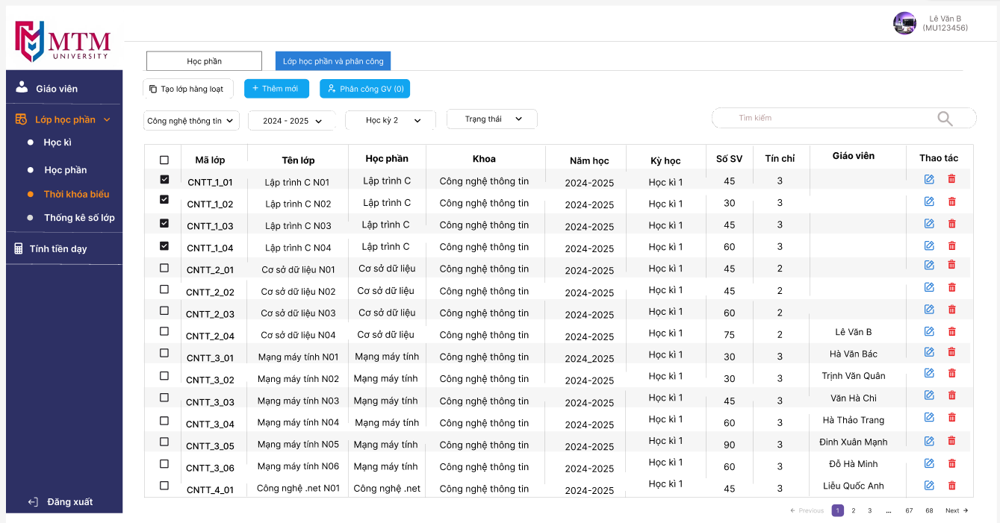 MTM
UNIVERSITY
Lê Văn B
(MU123456)
Giáo viên
Lớp học phần
Học kì
Học phần
Thời khóa biểu
Thống kê số lớp
Tính tiền dạy
Đăng xuất
Học phần Lớp học phần và phân công
Tạo lớp hàng loạt + Thêm mới Phân công GV (0)
Công nghệ thông tin 2024 - 2025 Học kỳ 2 Trạng thái Tìm kiếm
Mã lớp Tên lớp Học phần Khoa Năm học Kỳ học Số SV Tín chỉ Giáo viên Thao tác
CNTT_1_01 Lập trình C N01 Lập trình C Công nghệ thông tin 2024-2025 Học kì 1 45 3
CNTT_1_02 Lập trình C N02 Lập trình C Công nghệ thông tin 2024-2025 Học kì 1 30 3
CNTT_1_03 Lập trình C N03 Lập trình C Công nghệ thông tin 2024-2025 Học kì 1 45 3
CNTT_1_04 Lập trình C N04 Lập trình C Công nghệ thông tin 2024-2025 Học kì 1 60 3
CNTT_2_01 Cơ sở dữ liệu N01 Cơ sở dữ liệu Công nghệ thông tin 2024-2025 Học kì 1 45 2
CNTT_2_02 Cơ sở dữ liệu N02 Cơ sở dữ liệu Công nghệ thông tin 2024-2025 Học kì 1 45 2
CNTT_2_03 Cơ sở dữ liệu N03 Cơ sở dữ liệu Công nghệ thông tin 2024-2025 Học kì 1 60 2
CNTT_2_04 Cơ sở dữ liệu N04 Cơ sở dữ liệu Công nghệ thông tin 2024-2025 Học kì 1 75 2 Lê Văn B
CNTT_3_01 Mạng máy tính N01 Mạng máy tính Công nghệ thông tin 2024_2025 Học kì 1 30 3 Hà Văn Bác
CNTT_3_02 Mạng máy tính N02 Mạng máy tính Công nghệ thông tin 2024-2025 Học kì 1 30 3 Trịnh Văn Quân
CNTT_3_03 Mạng máy tính N03 Mạng máy tính Công nghệ thông tin 2024-2025 Học kì 1 45 3 Văn Hà Chi
CNTT_3_04 Mạng máy tính N04 Mạng máy tính Công nghệ thông tin 2024-2025 Học kì 1 60 3 Hà Thảo Trang
CNTT_3_05 Mạng máy tính N05 Mạng máy tính Công nghệ thông tin 2024-2025 Học kì 1 90 3 Đinh Xuân Mạnh
CNTT_3_06 Mạng máy tính N06 Mạng máy tính Công nghệ thông tin 2024-2025 Học kì 1 60 3 Đỗ Hà Minh
CNTT_4_01 Công nghệ .net N01 Công nghệ .net Công nghệ thông tin 2024-2025 Học kì 1 45 3 Liễu Quốc Anh
← Previous 1 2 3 ... 67 68 Next →